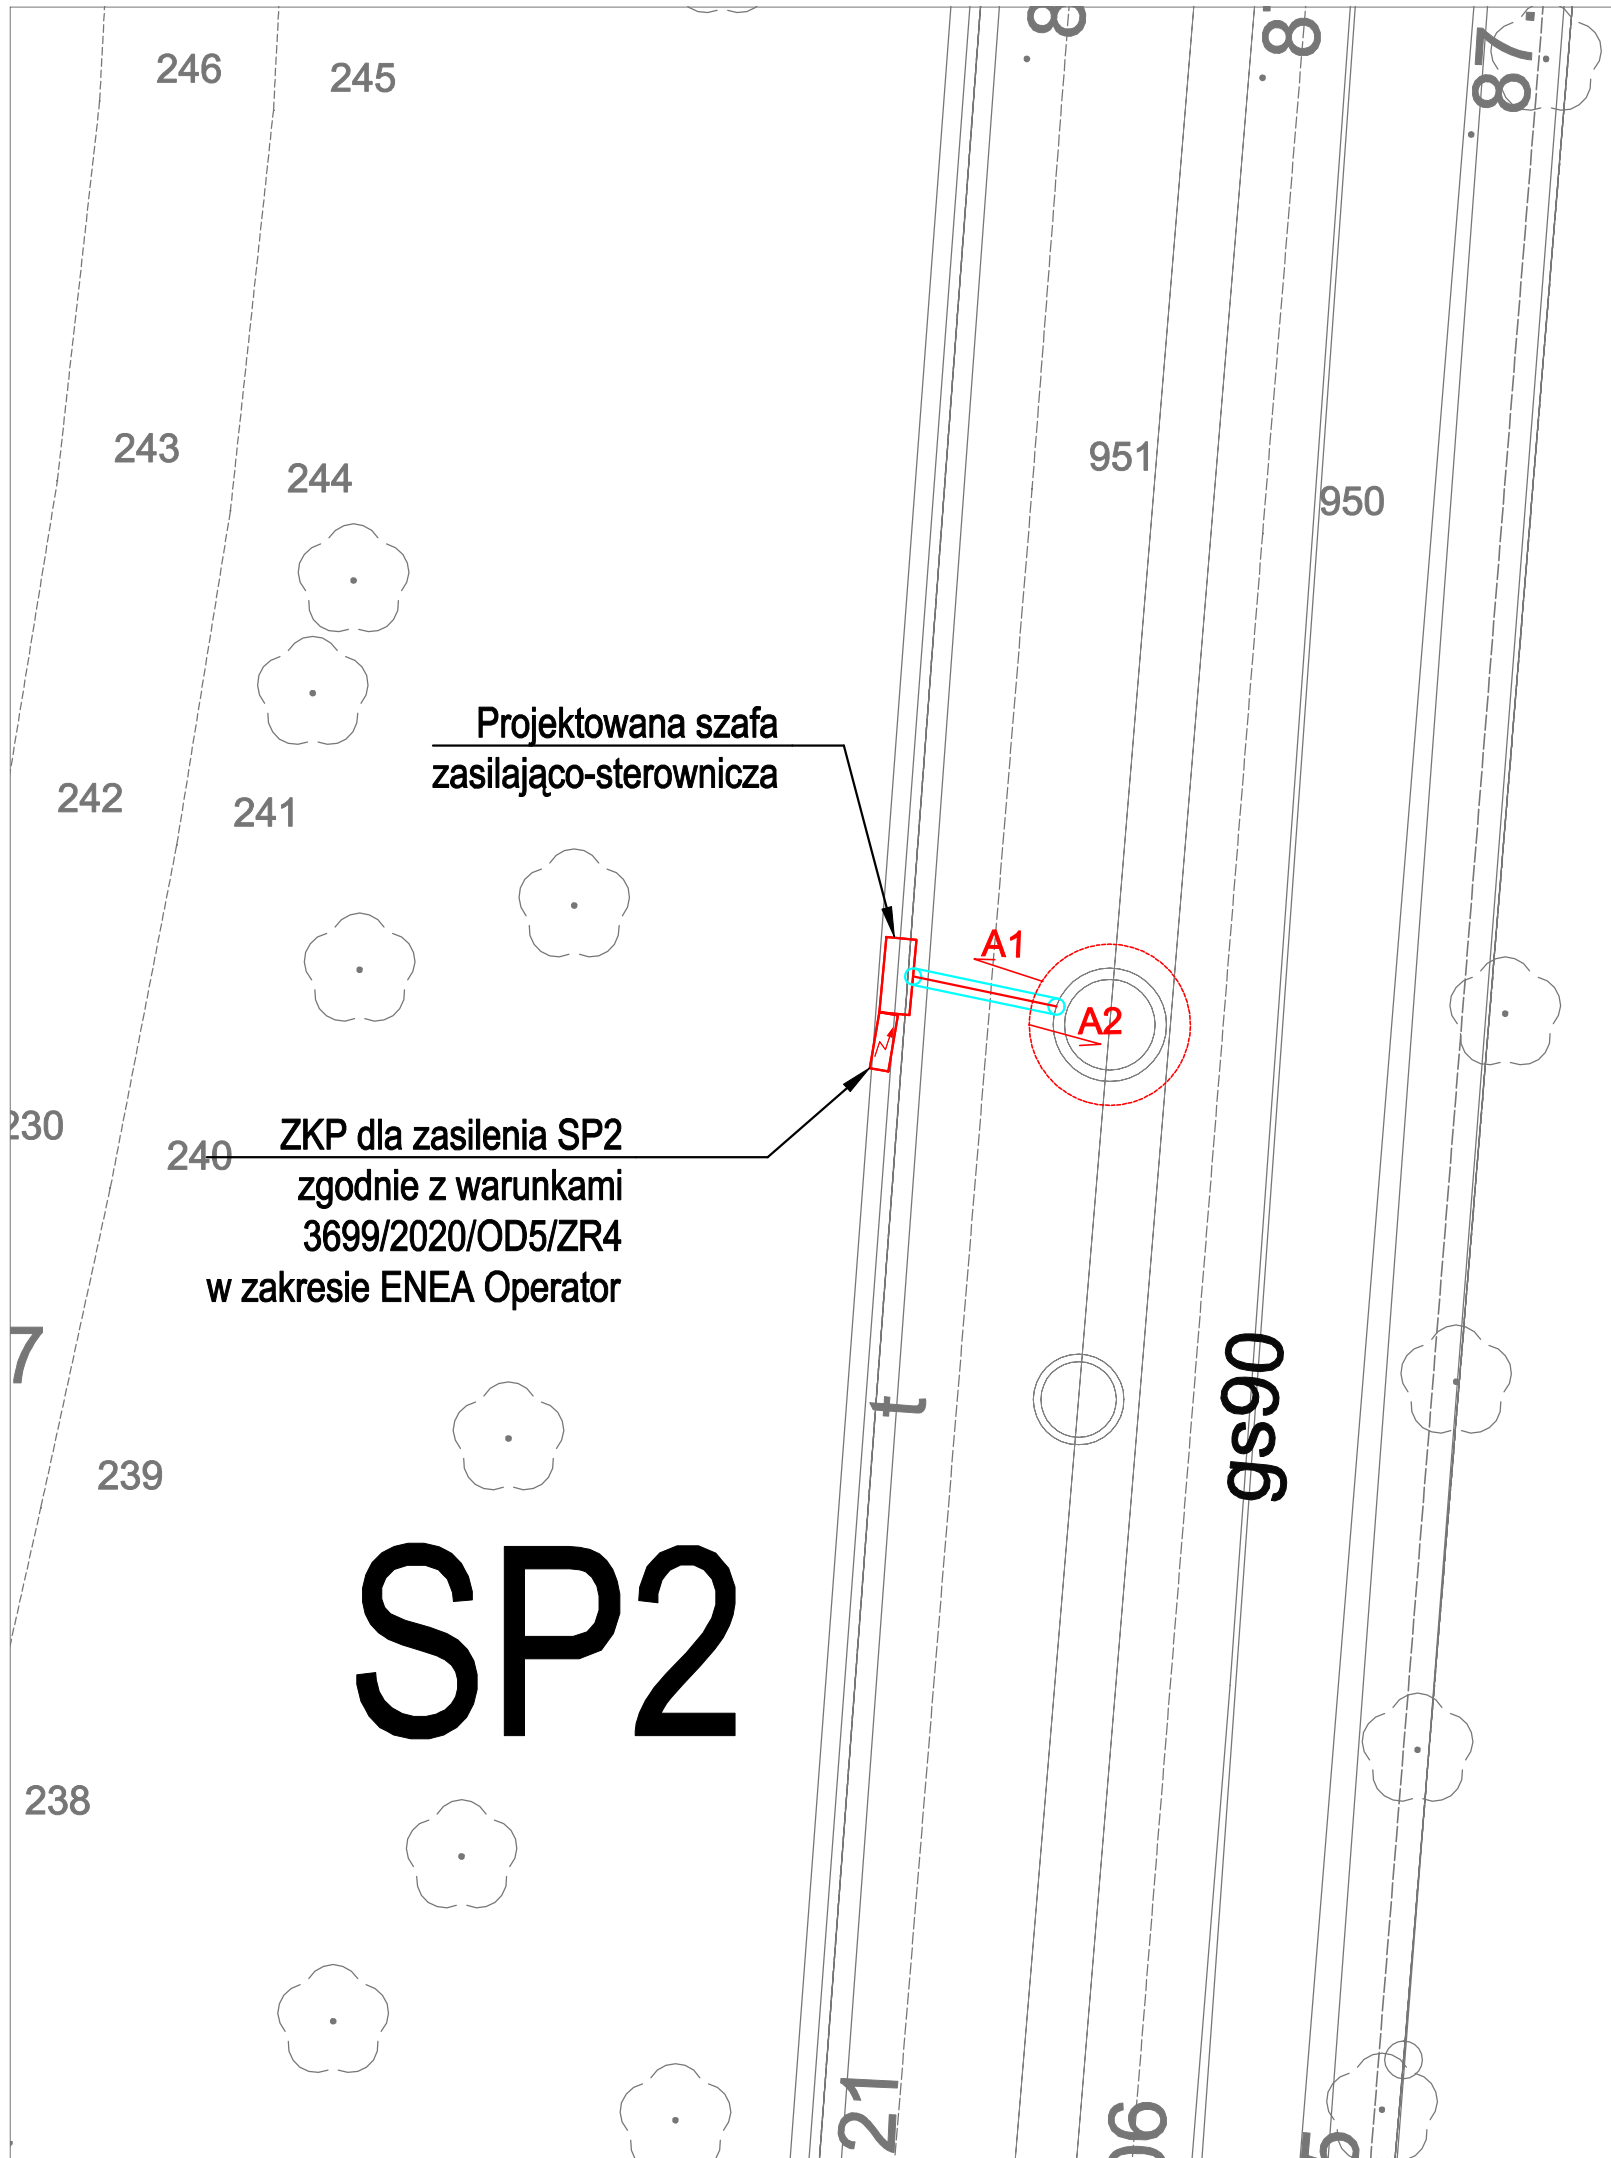 246
245
87.
243
244
951
950
Projektowana szafa
zasilająco-sterownicza
242
241
A1
A2
230
240
ZKP dla zasilenia SP2
zgodnie z warunkami
3699/2020/OD5/ZR4
w zakresie ENEA Operator
7
t
gs90
239
SP2
238
21